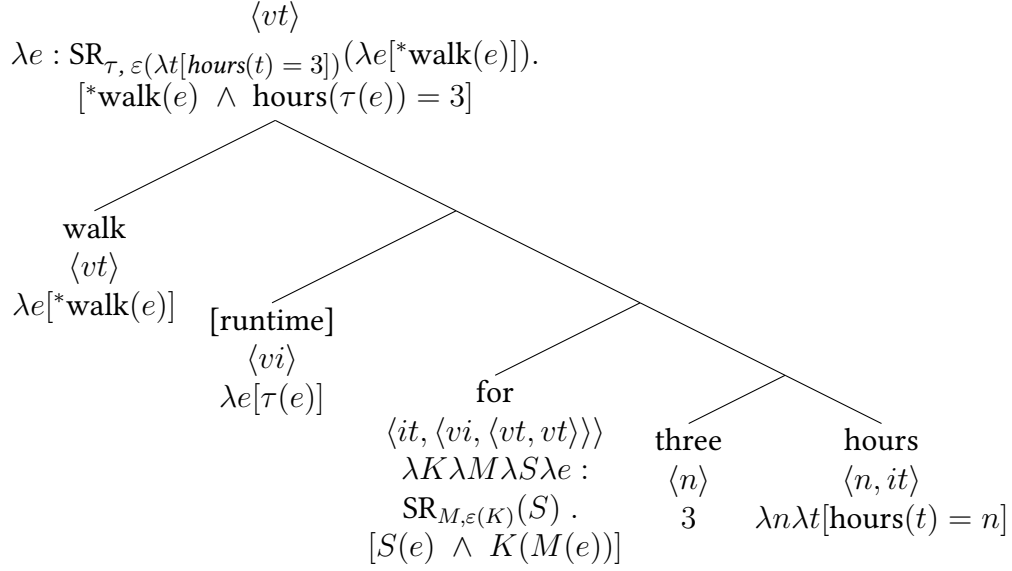 ⟨vt⟩
λe : SR_{τ, ε(λt[hours(t) = 3])}(λe[*walk(e)]).
[*walk(e) ∧ hours(τ(e)) = 3]
walk
⟨vt⟩
λe[*walk(e)]
[runtime]
⟨vi⟩
λe[τ(e)]
for
⟨it, ⟨vi, ⟨vt, vt⟩⟩⟩
λKλMλSλe :
SR_{M,ε(K)}(S) .
[S(e) ∧ K(M(e))]
three
⟨n⟩
3
hours
⟨n, it⟩
λnλt[hours(t) = n]